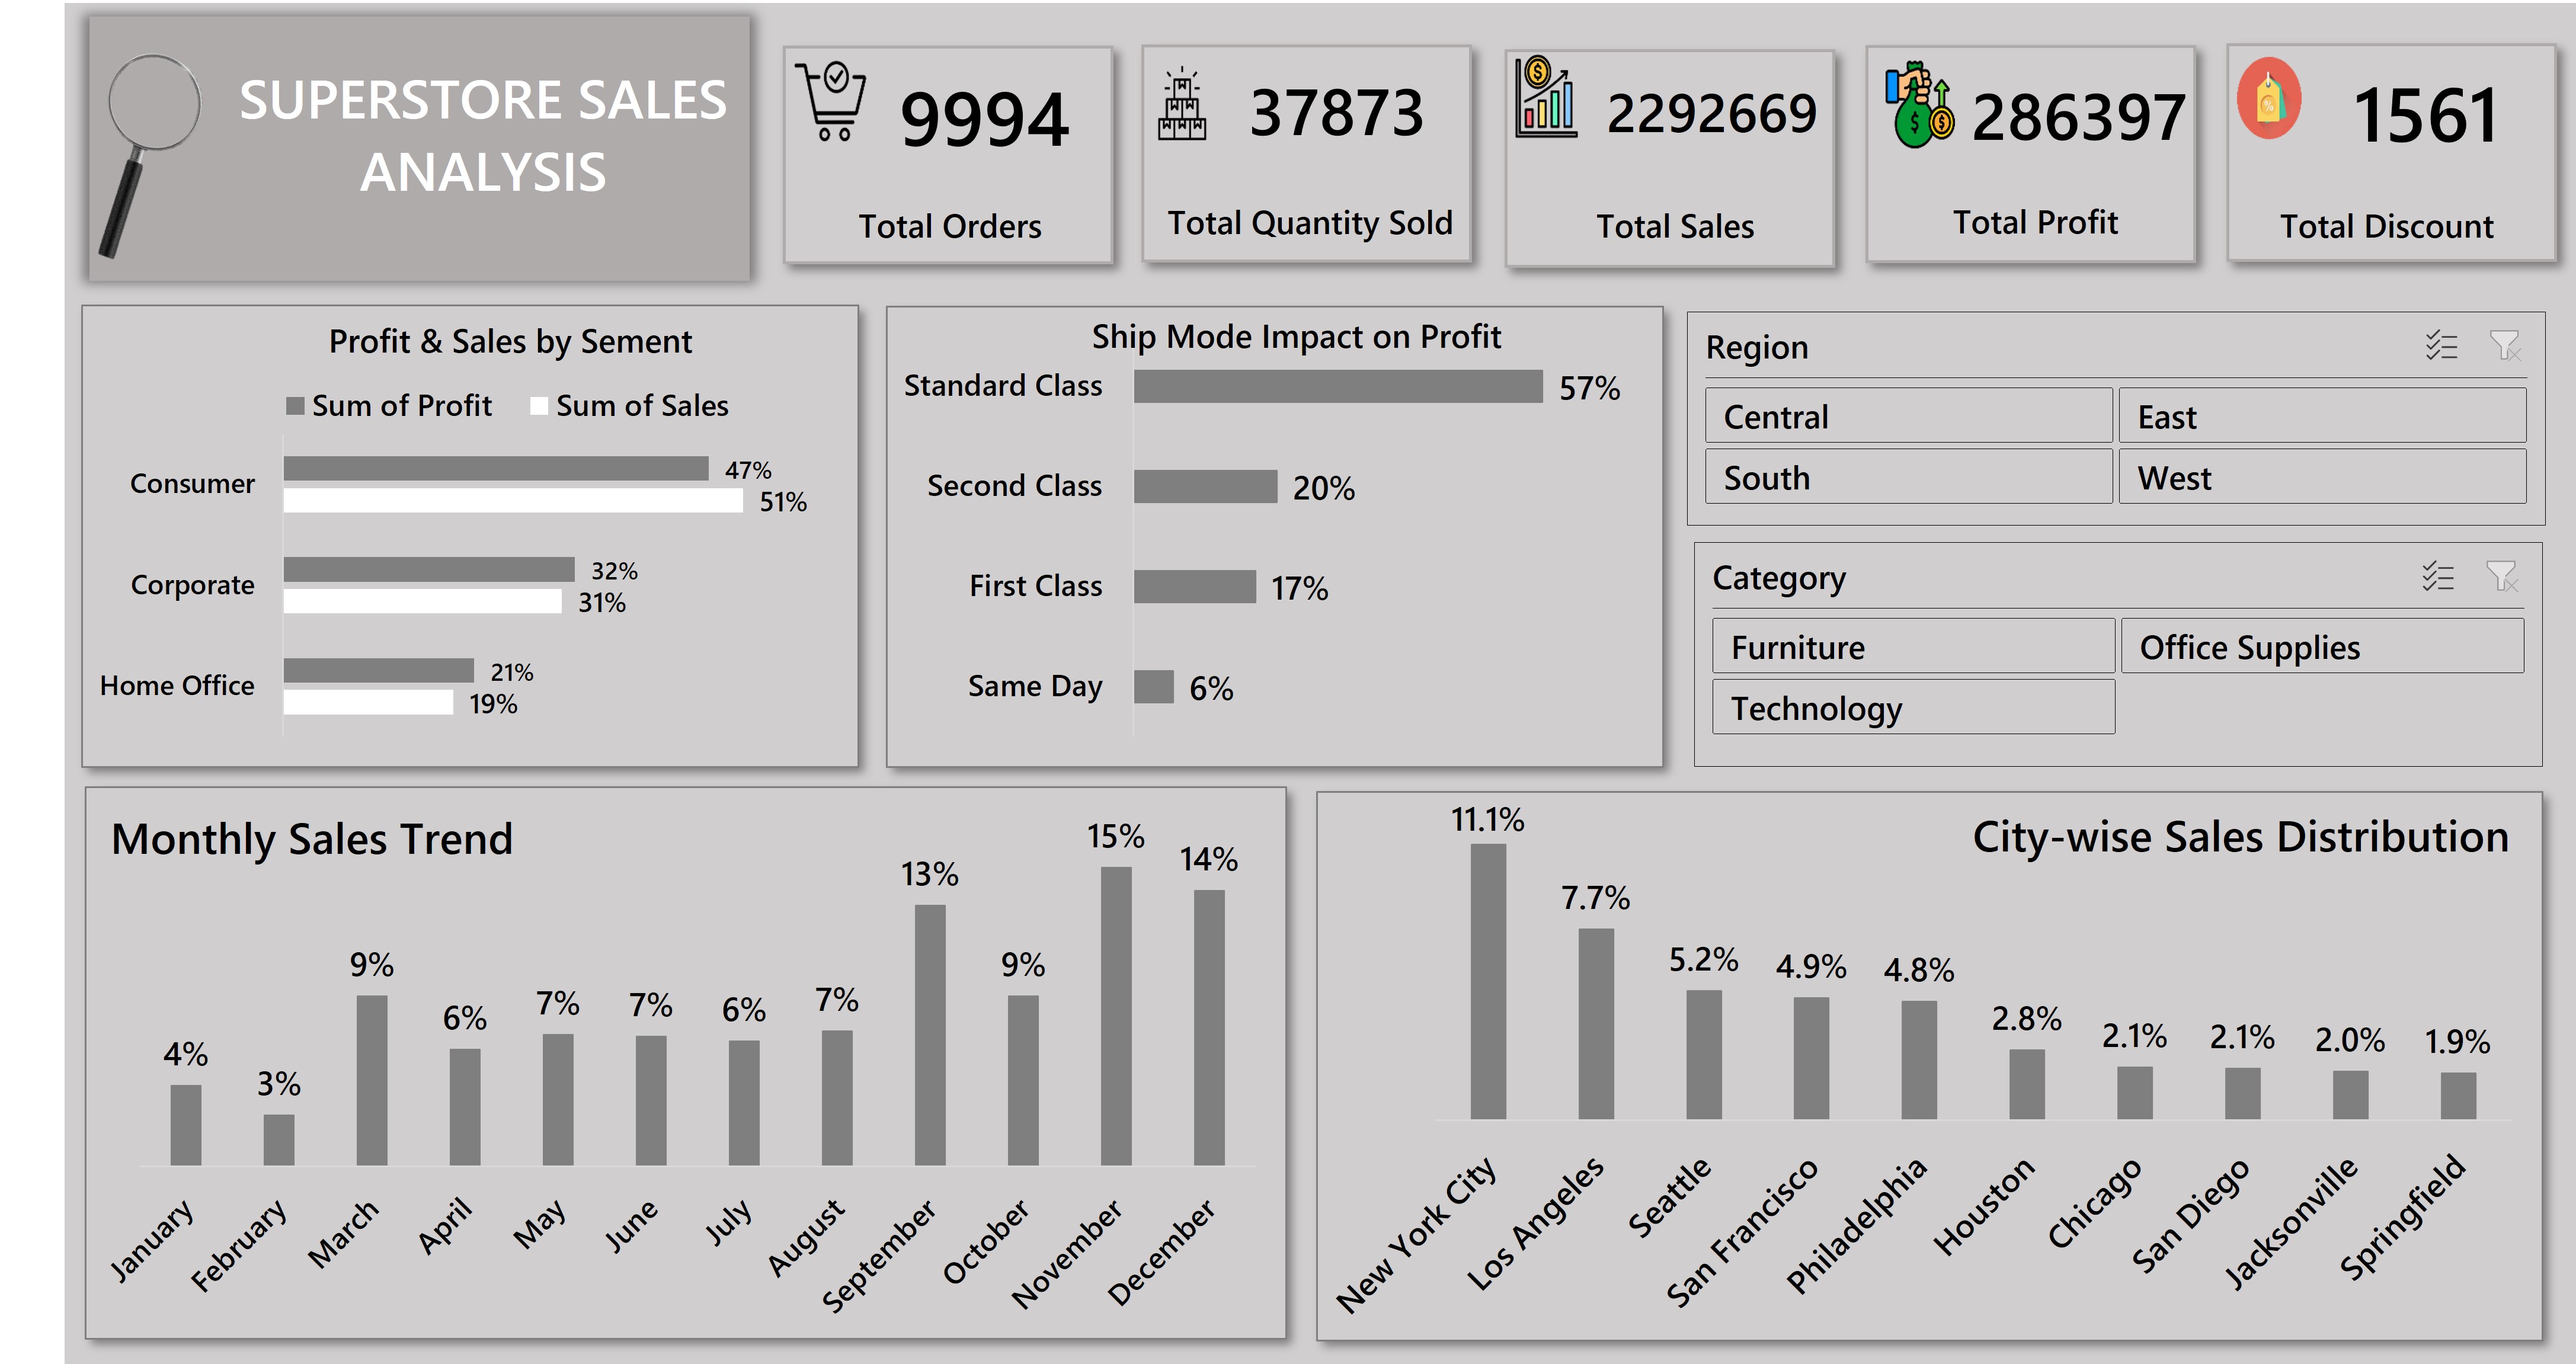 SUPERSTORE SALES
ANALYSIS
9994
Total Orders
37873
Total Quantity Sold
2292669
Total Sales
286397
Total Profit
1561
Total Discount
Profit & Sales by Sement
Sum of Profit
Sum of Sales
Consumer
47%
51%
Corporate
32%
31%
Home Office
21%
19%
Ship Mode Impact on Profit
Standard Class
57%
Second Class
20%
First Class
17%
Same Day
6%
Region
Central
East
South
West
Category
Furniture
Office Supplies
Technology
Monthly Sales Trend
4%
3%
9%
6%
7%
7%
6%
7%
13%
9%
15%
14%
January
February
March
April
May
June
July
August
September
October
November
December
City-wise Sales Distribution
11.1%
7.7%
5.2%
4.9%
4.8%
2.8%
2.1%
2.1%
2.0%
1.9%
New York City
Los Angeles
Seattle
San Francisco
Philadelphia
Houston
Chicago
San Diego
Jacksonville
Springfield